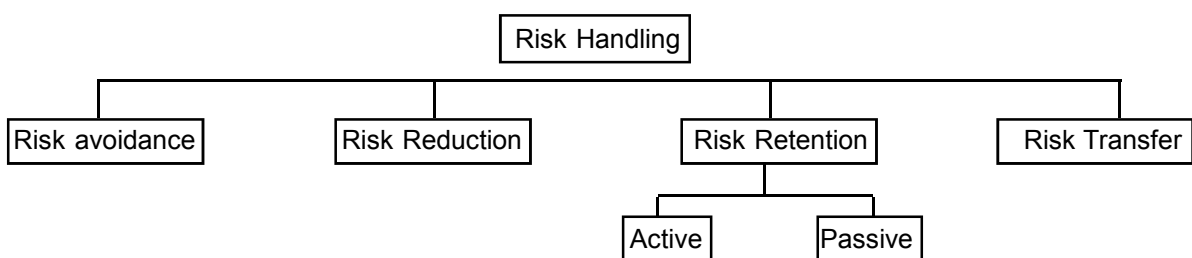 Risk Handling
Risk avoidance
Risk Reduction
Risk Retention
Risk Transfer
Active
Passive